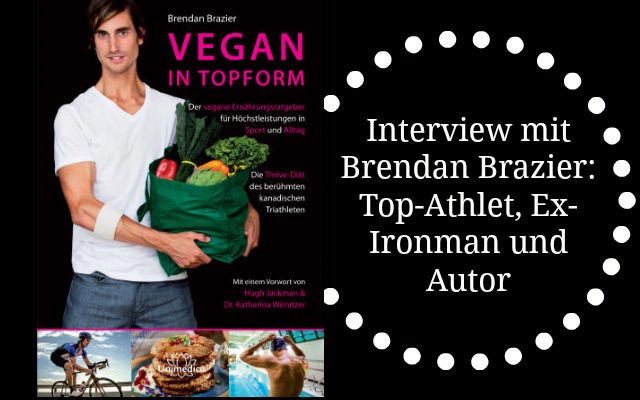 Brendan Brazier
VEGAN
IN TOPFORM
Der vegane Ernährungsratgeber
für Höchstleistungen in
Sport und Alltag
Die Thrive-Diät
des berühmten
kanadischen
Triathleten
Mit einem Vorwort von
Hugh Jackman &
Dr. Katharina Wirnitzer
Unimedica
Interview mit
Brendan Brazier:
Top-Athlet, Ex-
Ironman und
Autor